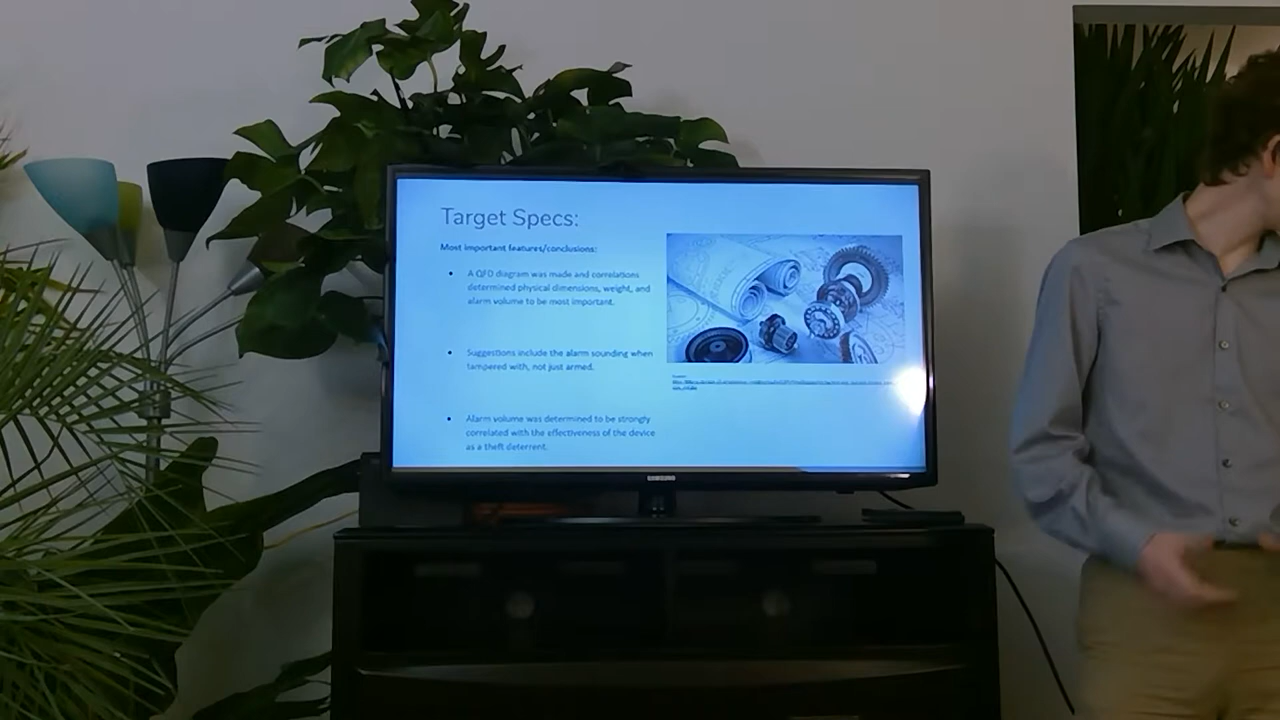 Target Specs:
Most important features/conclusions:
• A QFD diagram was made and correlations
determined physical dimensions, weight, and
alarm volume to be most important.
• Suggestions include the alarm sounding when
tampered with, not just armed.
• Alarm volume was determined to be strongly
correlated with the effectiveness of the device
as a theft deterrent.
SAMSUNG